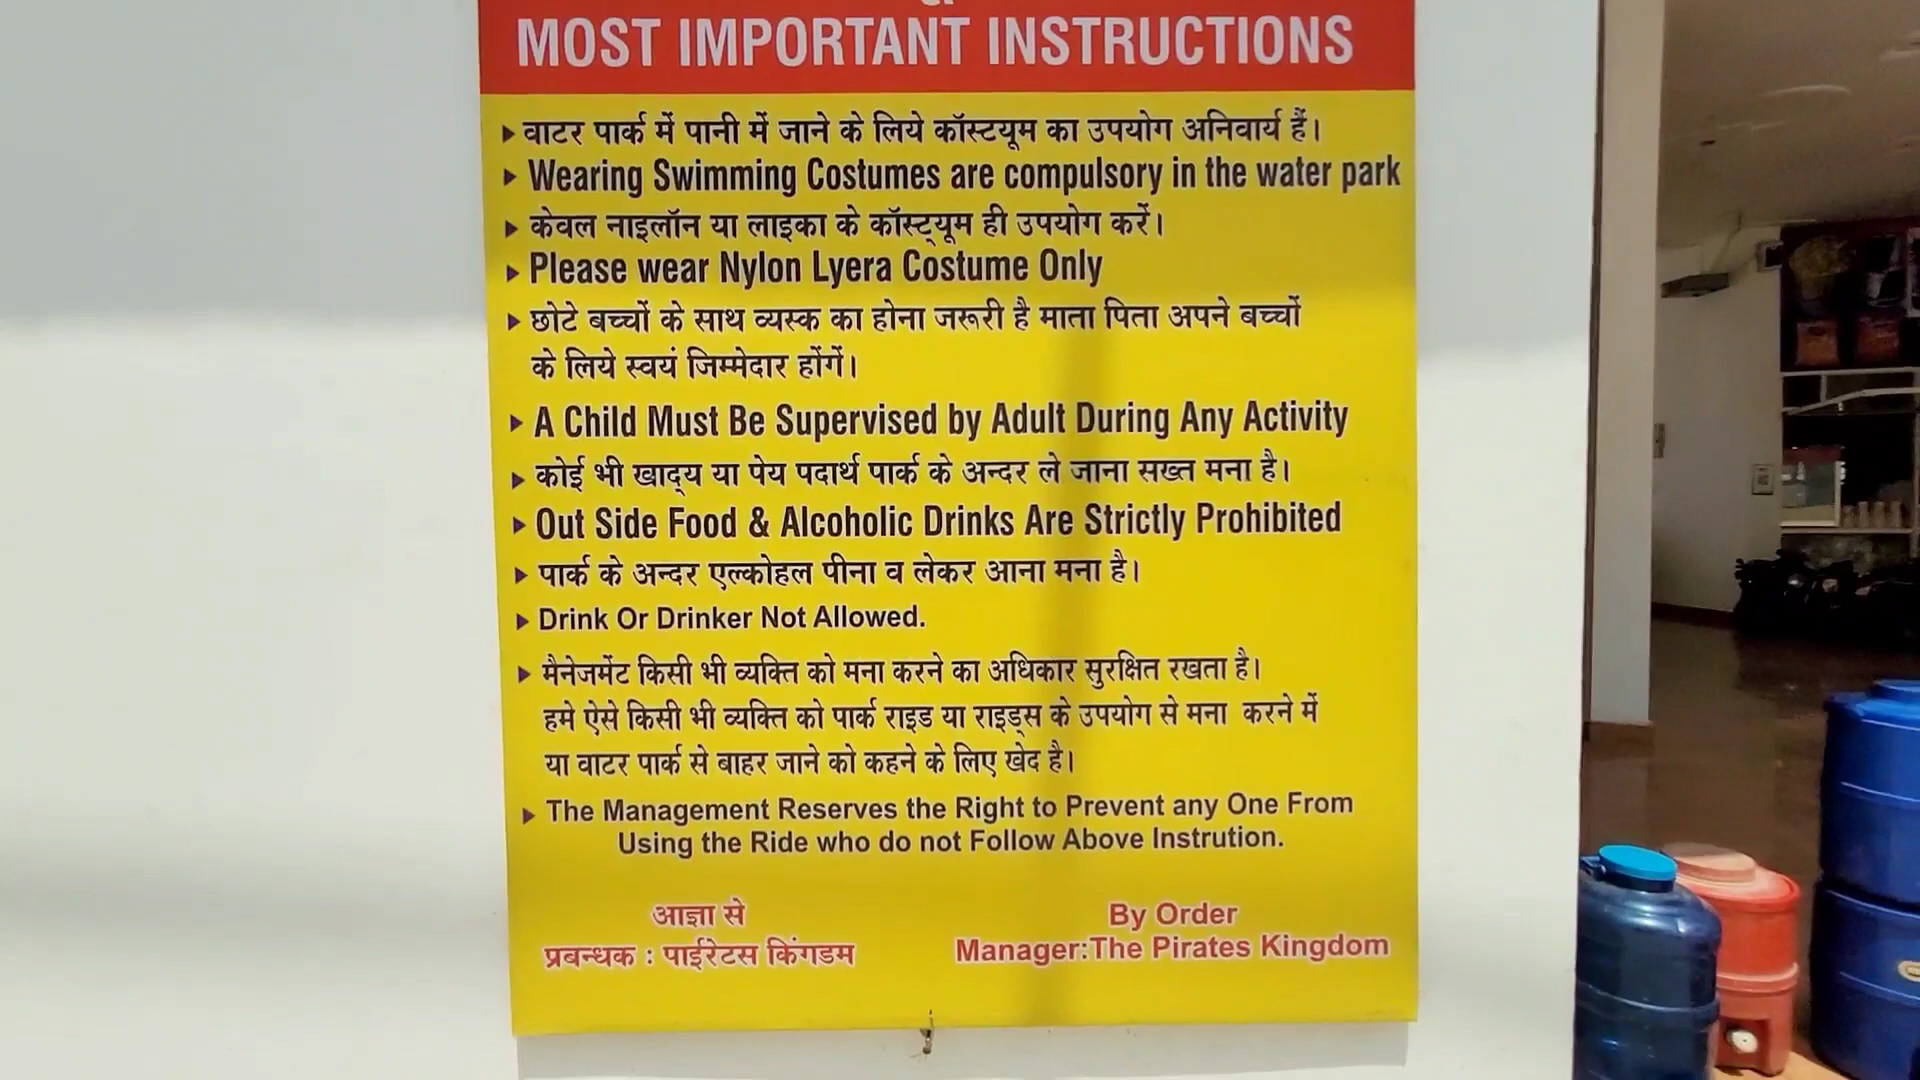 MOST IMPORTANT INSTRUCTIONS
वाटर पार्क में पानी में जाने के लिये कॉस्टयूम का उपयोग अनिवार्य हैं।
Wearing Swimming Costumes are compulsory in the water park
केवल नाइलॉन या लाइका के कॉस्ट्यूम ही उपयोग करें।
Please wear Nylon Lyera Costume Only
छोटे बच्चों के साथ व्यस्क का होना जरूरी है माता पिता अपने बच्चों
के लिये स्वयं जिम्मेदार होंगें।
A Child Must Be Supervised by Adult During Any Activity
कोई भी खाद्य या पेय पदार्थ पार्क के अन्दर ले जाना सख्त मना है।
Out Side Food & Alcoholic Drinks Are Strictly Prohibited
पार्क के अन्दर एल्कोहल पीना व लेकर आना मना है।
Drink Or Drinker Not Allowed.
मैनेजमेंट किसी भी व्यक्ति को मना करने का अधिकार सुरक्षित रखता है।
हमे ऐसे किसी भी व्यक्ति को पार्क राइड या राइड्स के उपयोग से मना करने में
या वाटर पार्क से बाहर जाने को कहने के लिए खेद है।
The Management Reserves the Right to Prevent any One From
Using the Ride who do not Follow Above Instrution.
आज्ञा से
प्रबन्धक : पाईरेटस किंगडम
By Order
Manager:The Pirates Kingdom